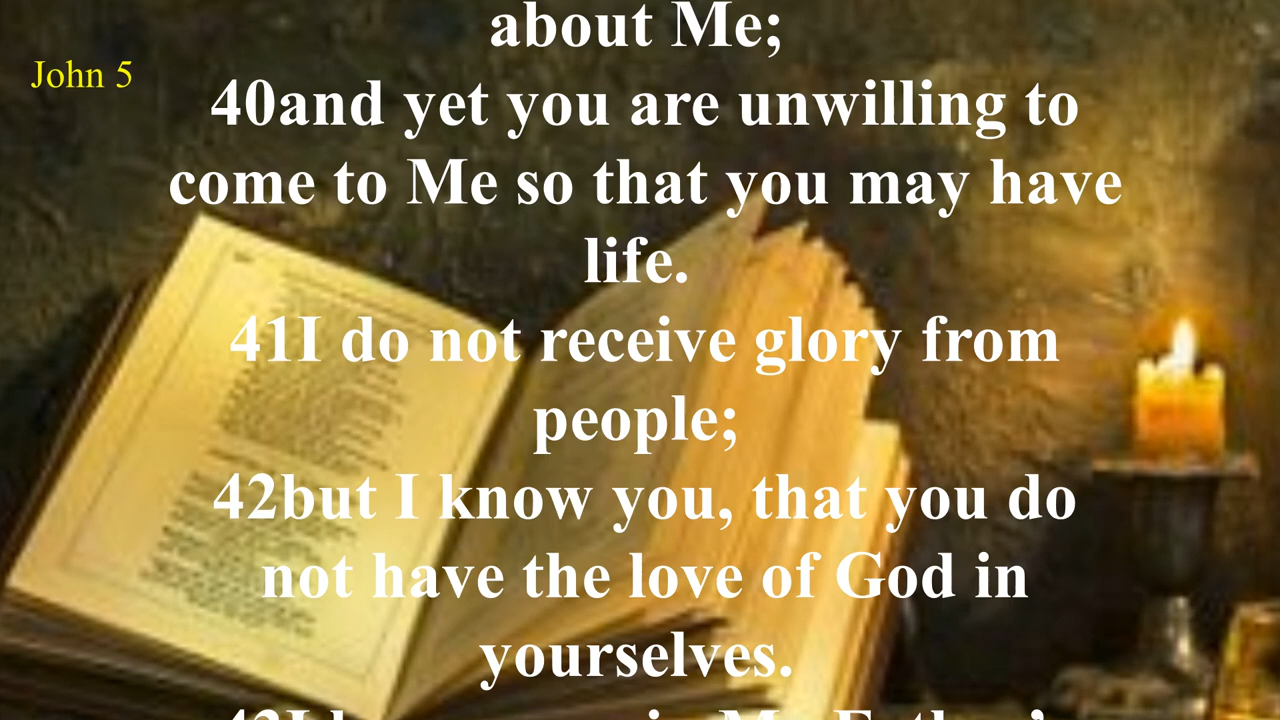 about Me;
John 5
40and yet you are unwilling to
come to Me so that you may have
life.
41I do not receive glory from
people;
42but I know you, that you do
not have the love of God in
yourselves.